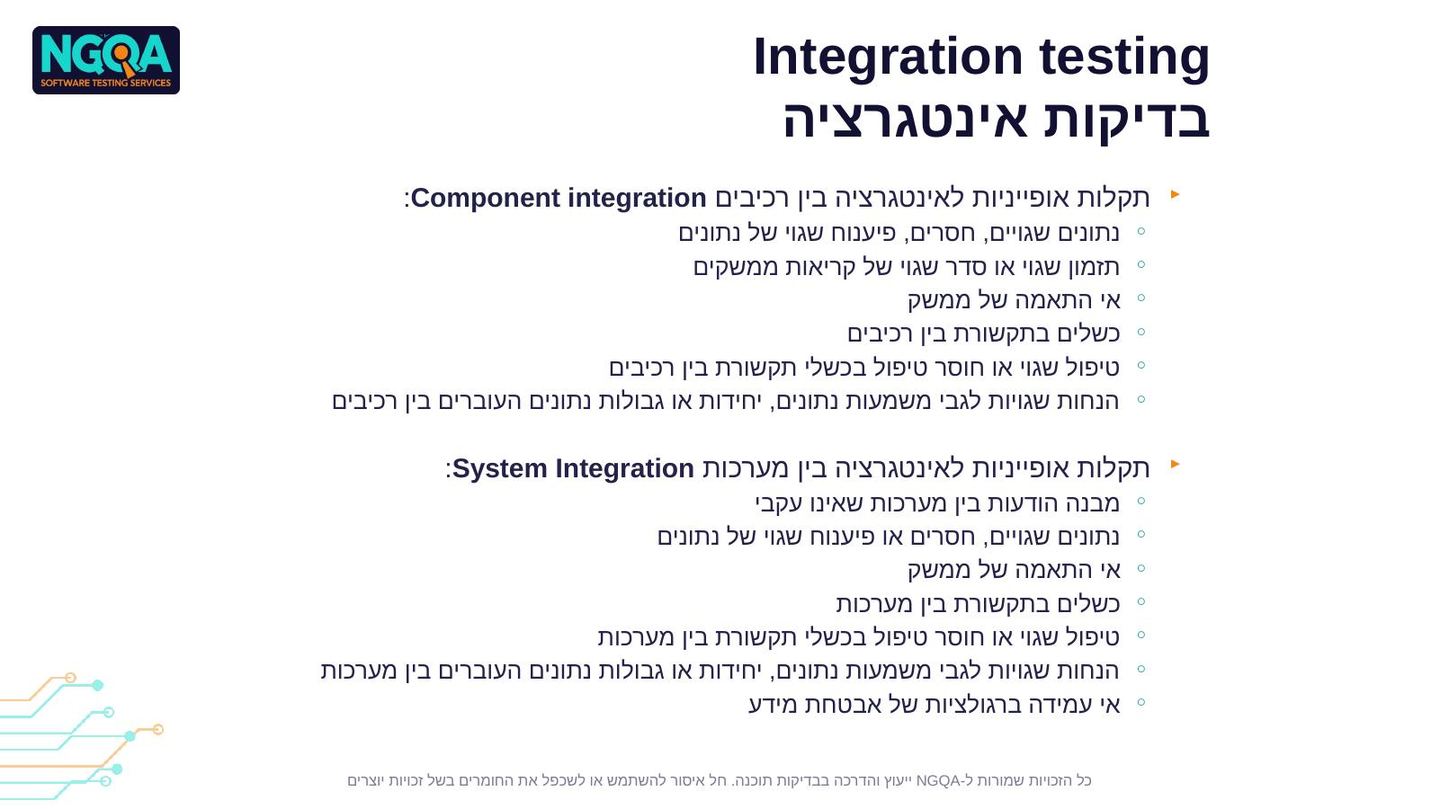 NGQA
SOFTWARE TESTING SERVICES
Integration testing
בדיקות אינטגרציה
תקלות אופייניות לאינטגרציה בין רכיבים Component integration:
נתונים שגויים, חסרים, פיענוח שגוי של נתונים
תזמון שגוי או סדר שגוי של קריאות ממשקים
אי התאמה של ממשק
כשלים בתקשורת בין רכיבים
טיפול שגוי או חוסר טיפול בכשלי תקשורת בין רכיבים
הנחות שגויות לגבי משמעות נתונים, יחידות או גבולות נתונים העוברים בין רכיבים
תקלות אופייניות לאינטגרציה בין מערכות System Integration:
מבנה הודעות בין מערכות שאינו עקבי
נתונים שגויים, חסרים או פיענוח שגוי של נתונים
אי התאמה של ממשק
כשלים בתקשורת בין מערכות
טיפול שגוי או חוסר טיפול בכשלי תקשורת בין מערכות
הנחות שגויות לגבי משמעות נתונים, יחידות או גבולות נתונים העוברים בין מערכות
אי עמידה ברגולציות של אבטחת מידע
כל הזכויות שמורות ל-NGQA ייעוץ והדרכה בבדיקות תוכנה. חל איסור להשתמש או לשכפל את החומרים בשל זכויות יוצרים